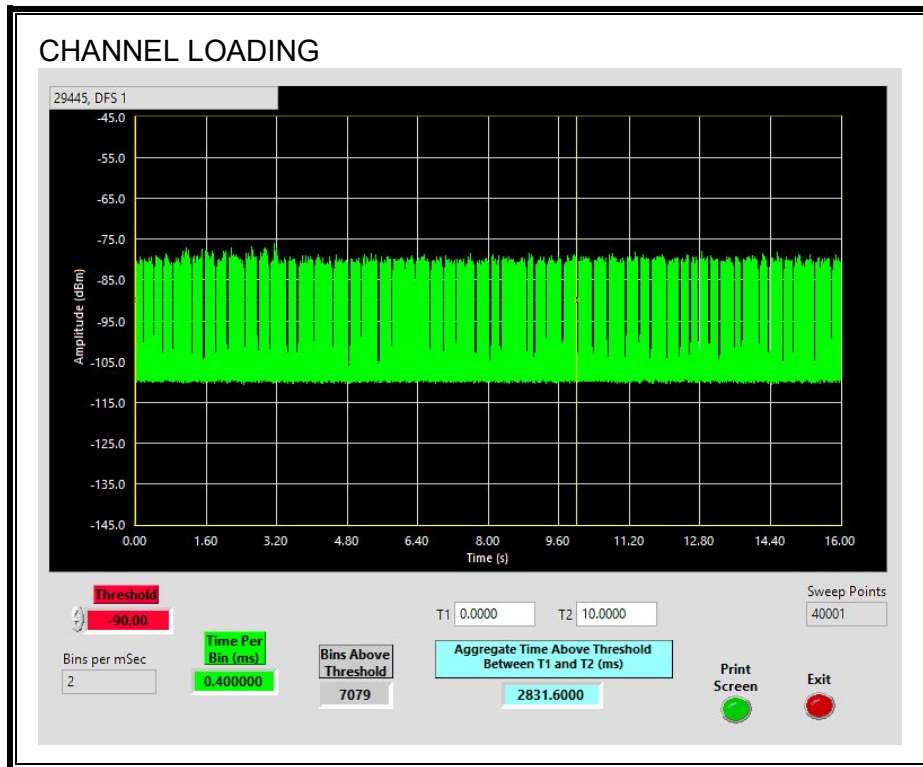 CHANNEL LOADING
29445, DFS 1
-45.0
-55.0
-65.0
-75.0
-85.0
-95.0
-105.0
-115.0
-125.0
-135.0
-145.0
Amplitude (dBm)
0.00 1.60 3.20 4.80 6.40 8.00 9.60 11.20 12.80 14.40 16.00
Time (s)
Threshold
-90.00
Bins per mSec
2
Time Per
Bin (ms)
0.400000
Bins Above
Threshold
7079
T1 0.0000 T2 10.0000
Aggregate Time Above Threshold
Between T1 and T2 (ms)
2831.6000
Sweep Points
40001
Print
Screen
Exit